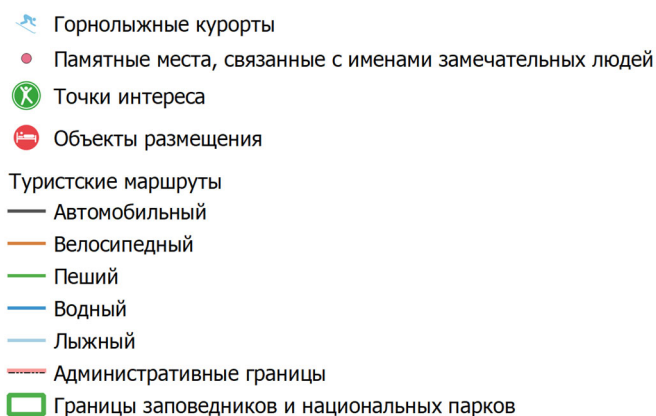 Горнолыжные курорты
Памятные места, связанные с именами замечательных людей
Точки интереса
Объекты размещения
Туристские маршруты
Автомобильный
Велосипедный
Пеший
Водный
Лыжный
Административные границы
Границы заповедников и национальных парков